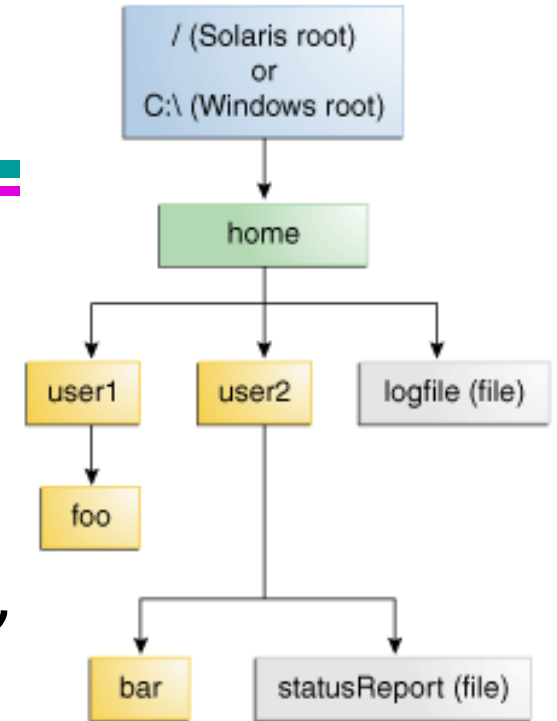 / (Solaris root)
or
C:\ (Windows root)
home
user1 user2 logfile (file)
foo
,
bar statusReport (file)